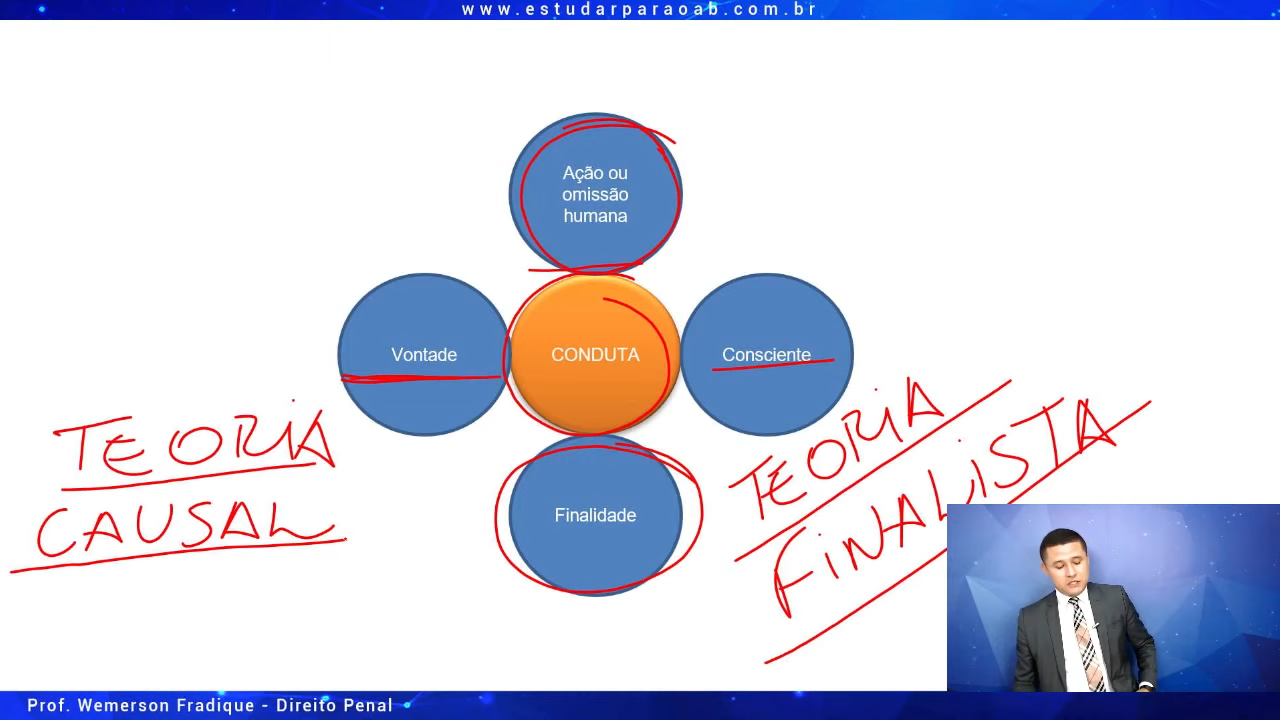 www.estudarparaoab.com.br
Ação ou
omissão
humana
Vontade
CONDUTA
Consciente
Finalidade
TEORIA
CAUSAL
TEORIA
FINALISTA
Prof. Wemerson Fradique - Direito Penal